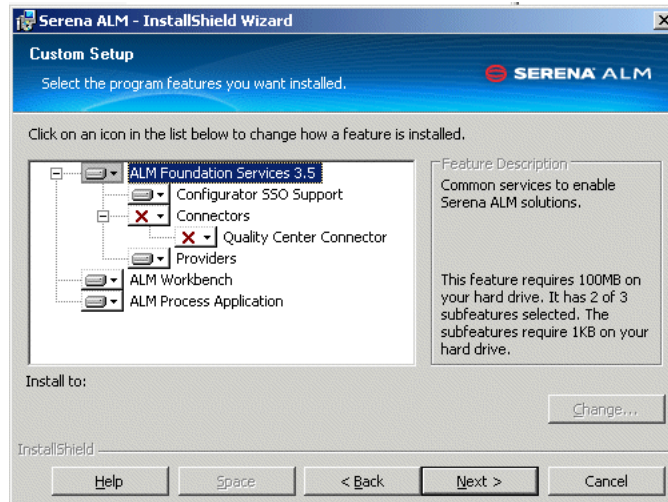 Serena ALM - InstallShield Wizard
Custom Setup
Select the program features you want installed.
SERENA ALM
Click on an icon in the list below to change how a feature is installed.
ALM Foundation Services 3.5
Configurator SSO Support
Connectors
Quality Center Connector
Providers
ALM Workbench
ALM Process Application
Feature Description
Common services to enable
Serena ALM solutions.
This feature requires 100MB on
your hard drive. It has 2 of 3
subfeatures selected. The
subfeatures require 1KB on your
hard drive.
Install to:
Change...
InstallShield
Help
Space
< Back
Next >
Cancel